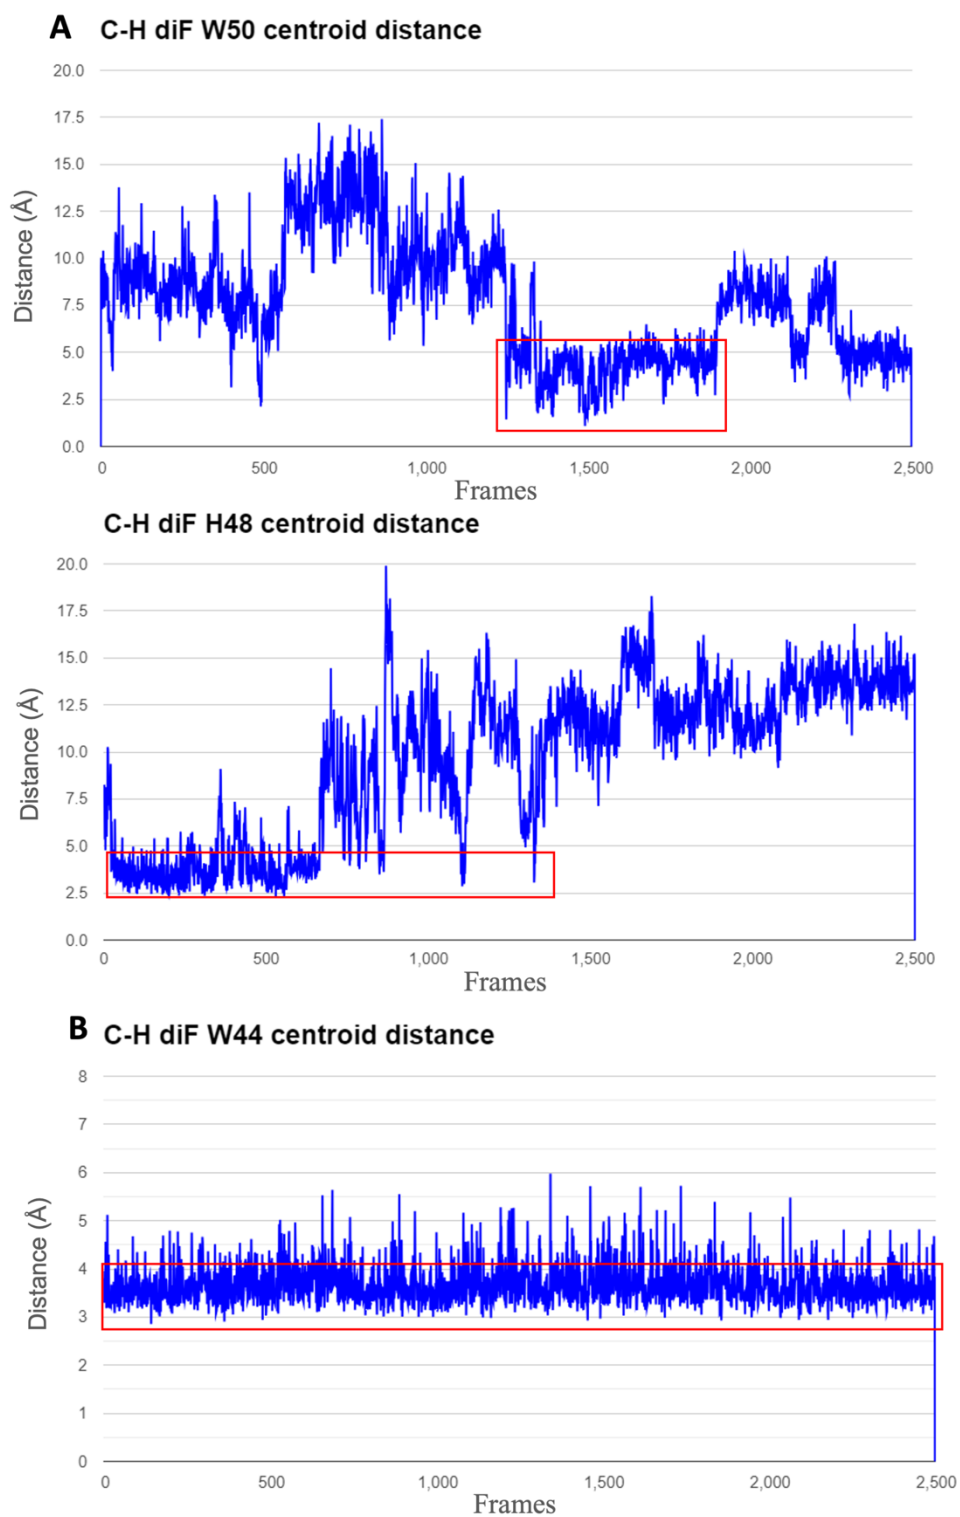 A C-H diF W50 centroid distance
20.0
17.5
15.0
12.5
10.0
7.5
5.0
2.5
0.0
Distance (Å)
0 500 1,000 1,500 2,000 2,500
Frames
C-H diF H48 centroid distance
20.0
17.5
15.0
12.5
10.0
7.5
5.0
2.5
0.0
Distance (Å)
0 500 1,000 1,500 2,000 2,500
Frames
B C-H diF W44 centroid distance
8
7
6
5
4
3
2
1
0
Distance (Å)
0 500 1,000 1,500 2,000 2,500
Frames